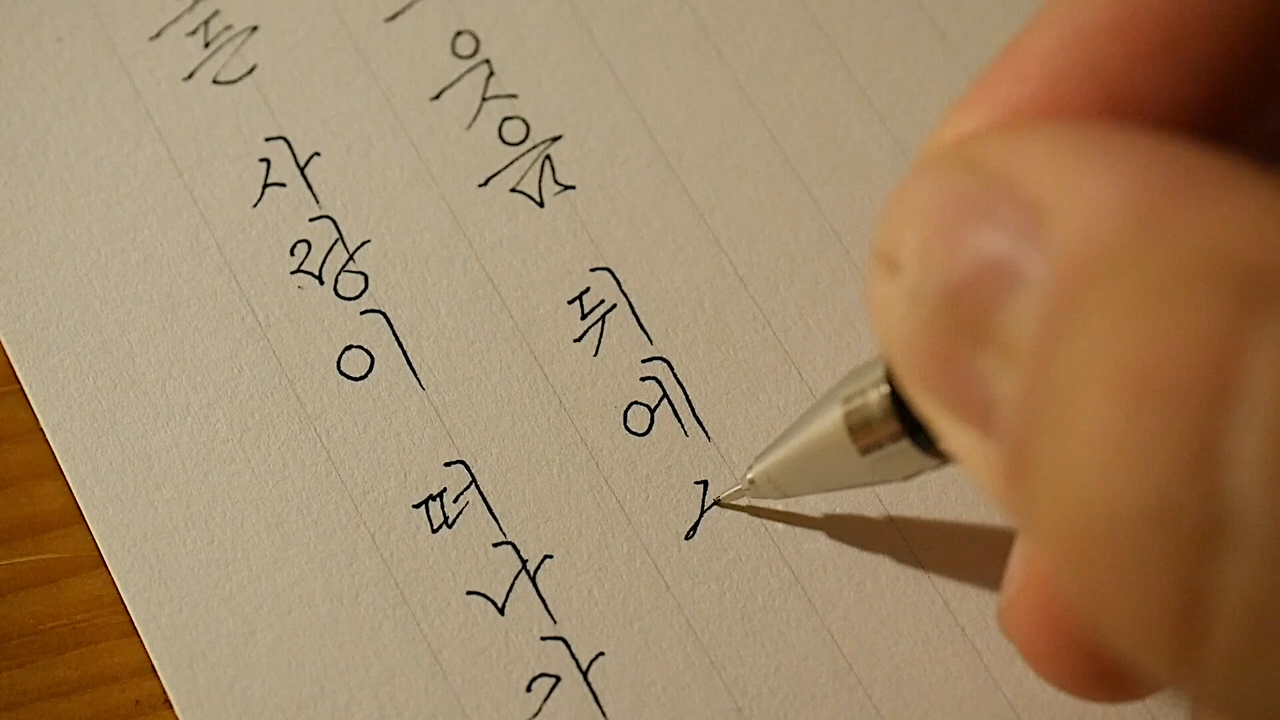 사랑이 떠나가
웃음 뒤에 ㅅ